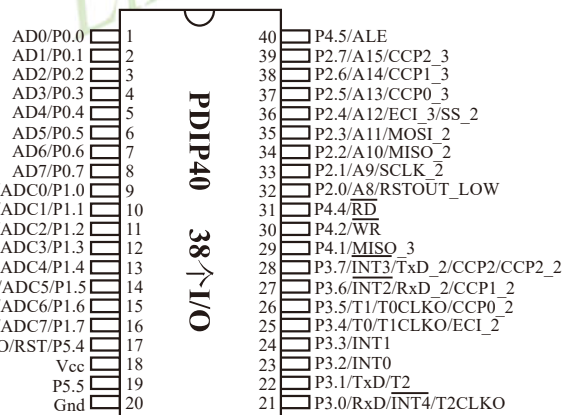 AD0/P0.0 1 40 P4.5/ALE
AD1/P0.1 2 39 P2.7/A15/CCP2_3
AD2/P0.2 3 38 P2.6/A14/CCP1_3
AD3/P0.3 4 37 P2.5/A13/CCP0_3
AD4/P0.4 5 36 P2.4/A12/ECI_3/SS_2
AD5/P0.5 6 35 P2.3/A11/MOSI_2
AD6/P0.6 7 34 P2.2/A10/MISO_2
AD7/P0.7 8 33 P2.1/A9/SCLK_2
ADC0/P1.0 9 32 P2.0/A8/RSTOUT_LOW
/ADC1/P1.1 10 31 P4.4/RD
/ADC2/P1.2 11 30 P4.2/WR
/ADC3/P1.3 12 29 P4.1/MISO_3
ADC4/P1.4 13 28 P3.7/INT3/TxD_2/CCP2/CCP2_2
/ADC5/P1.5 14 27 P3.6/INT2/RxD_2/CCP1_2
/ADC6/P1.6 15 26 P3.5/T1/T0CLKO/CCP0_2
/ADC7/P1.7 16 25 P3.4/T0/T1CLKO/ECI_2
O/RST/P5.4 17 24 P3.3/INT1
Vcc 18 23 P3.2/INT0
P5.5 19 22 P3.1/TxD/T2
Gnd 20 21 P3.0/RxD/INT4/T2CLKO
PDIP40 38个I/O